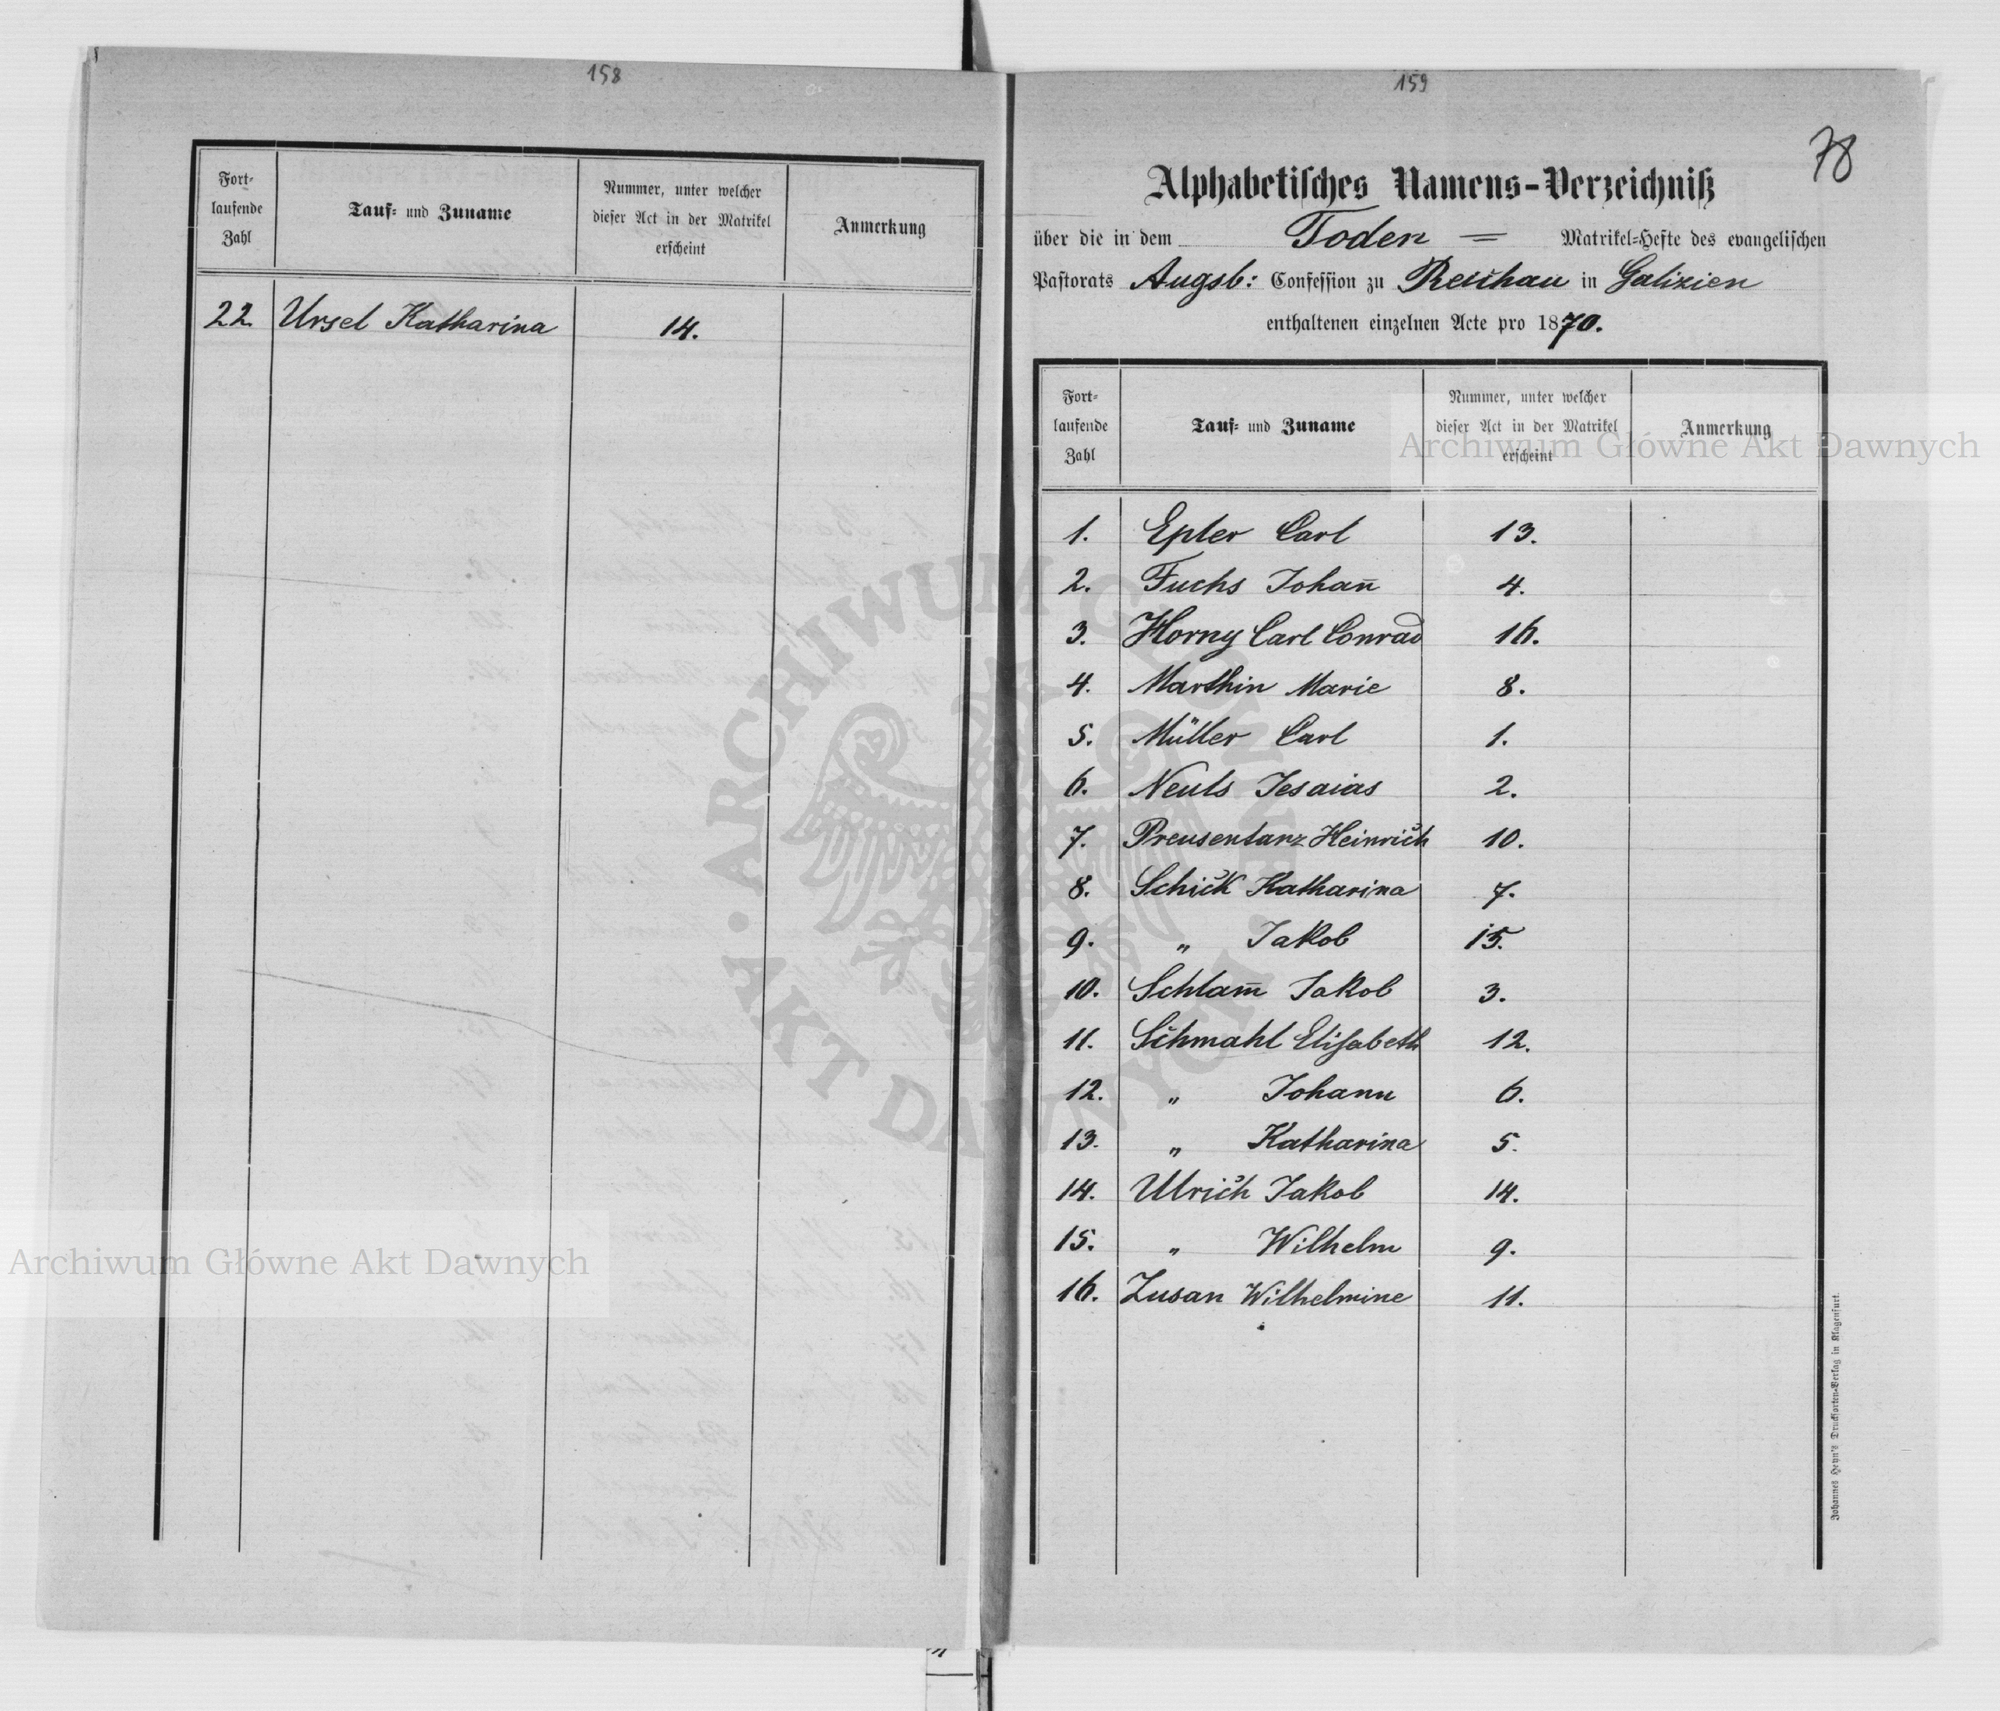 158
Fort-
laufende
Zahl
Tauf- und Zuname
Nummer, unter welcher
dieser Act in der Matrikel
erscheint
Anmerkung
22. Ursel Katharina 14.
159
78
Alphabetisches Namens-Verzeichniß
über die in dem Toden = Matrikel-Hefte des evangelischen
Pastorats Augsb: Confession zu Reichau in Galizien
enthaltenen einzelnen Acte pro 1870.
Fort-
laufende
Zahl
Tauf- und Zuname
Nummer, unter welcher
dieser Act in der Matrikel
erscheint
Anmerkung
1. Epler Carl 13.
2. Fuchs Johan̄ 4.
3. Horny Carl Conrad 16.
4. Marthin Marie 8.
5. Müller Carl 1.
6. Neuls Jesaias 2.
7. Preusentanz Heinrich 10.
8. Schick Katharina 7.
9. „ Jakob 15.
10. Schlam̄ Jakob 3.
11. Schmahl Elisabeth 12.
12. „ Johann 6.
13. „ Katharina 5.
14. Ulrich Jakob 14.
15. „ Wilhelm 9.
16. Zusan Wilhelmine 11.
Johannes Heyn's Drucksorten-Verlag in Klagenfurt.
Archiwum Główne Akt Dawnych
Archiwum Główne Akt Dawnych
ARCHIWUM GŁÓWNE AKT DAWNYCH